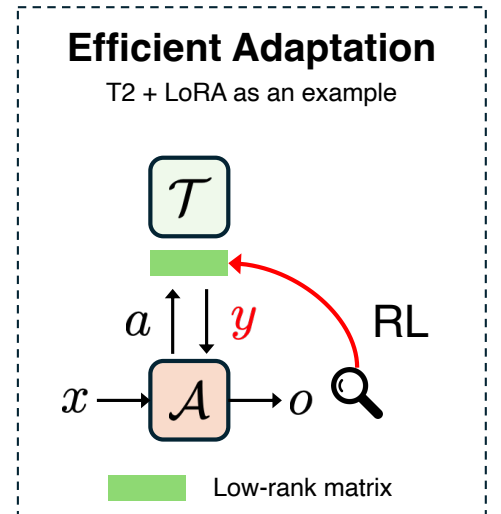 Efficient Adaptation
T2 + LoRA as an example
𝒯
a
y
RL
x
𝒜
o
Low-rank matrix